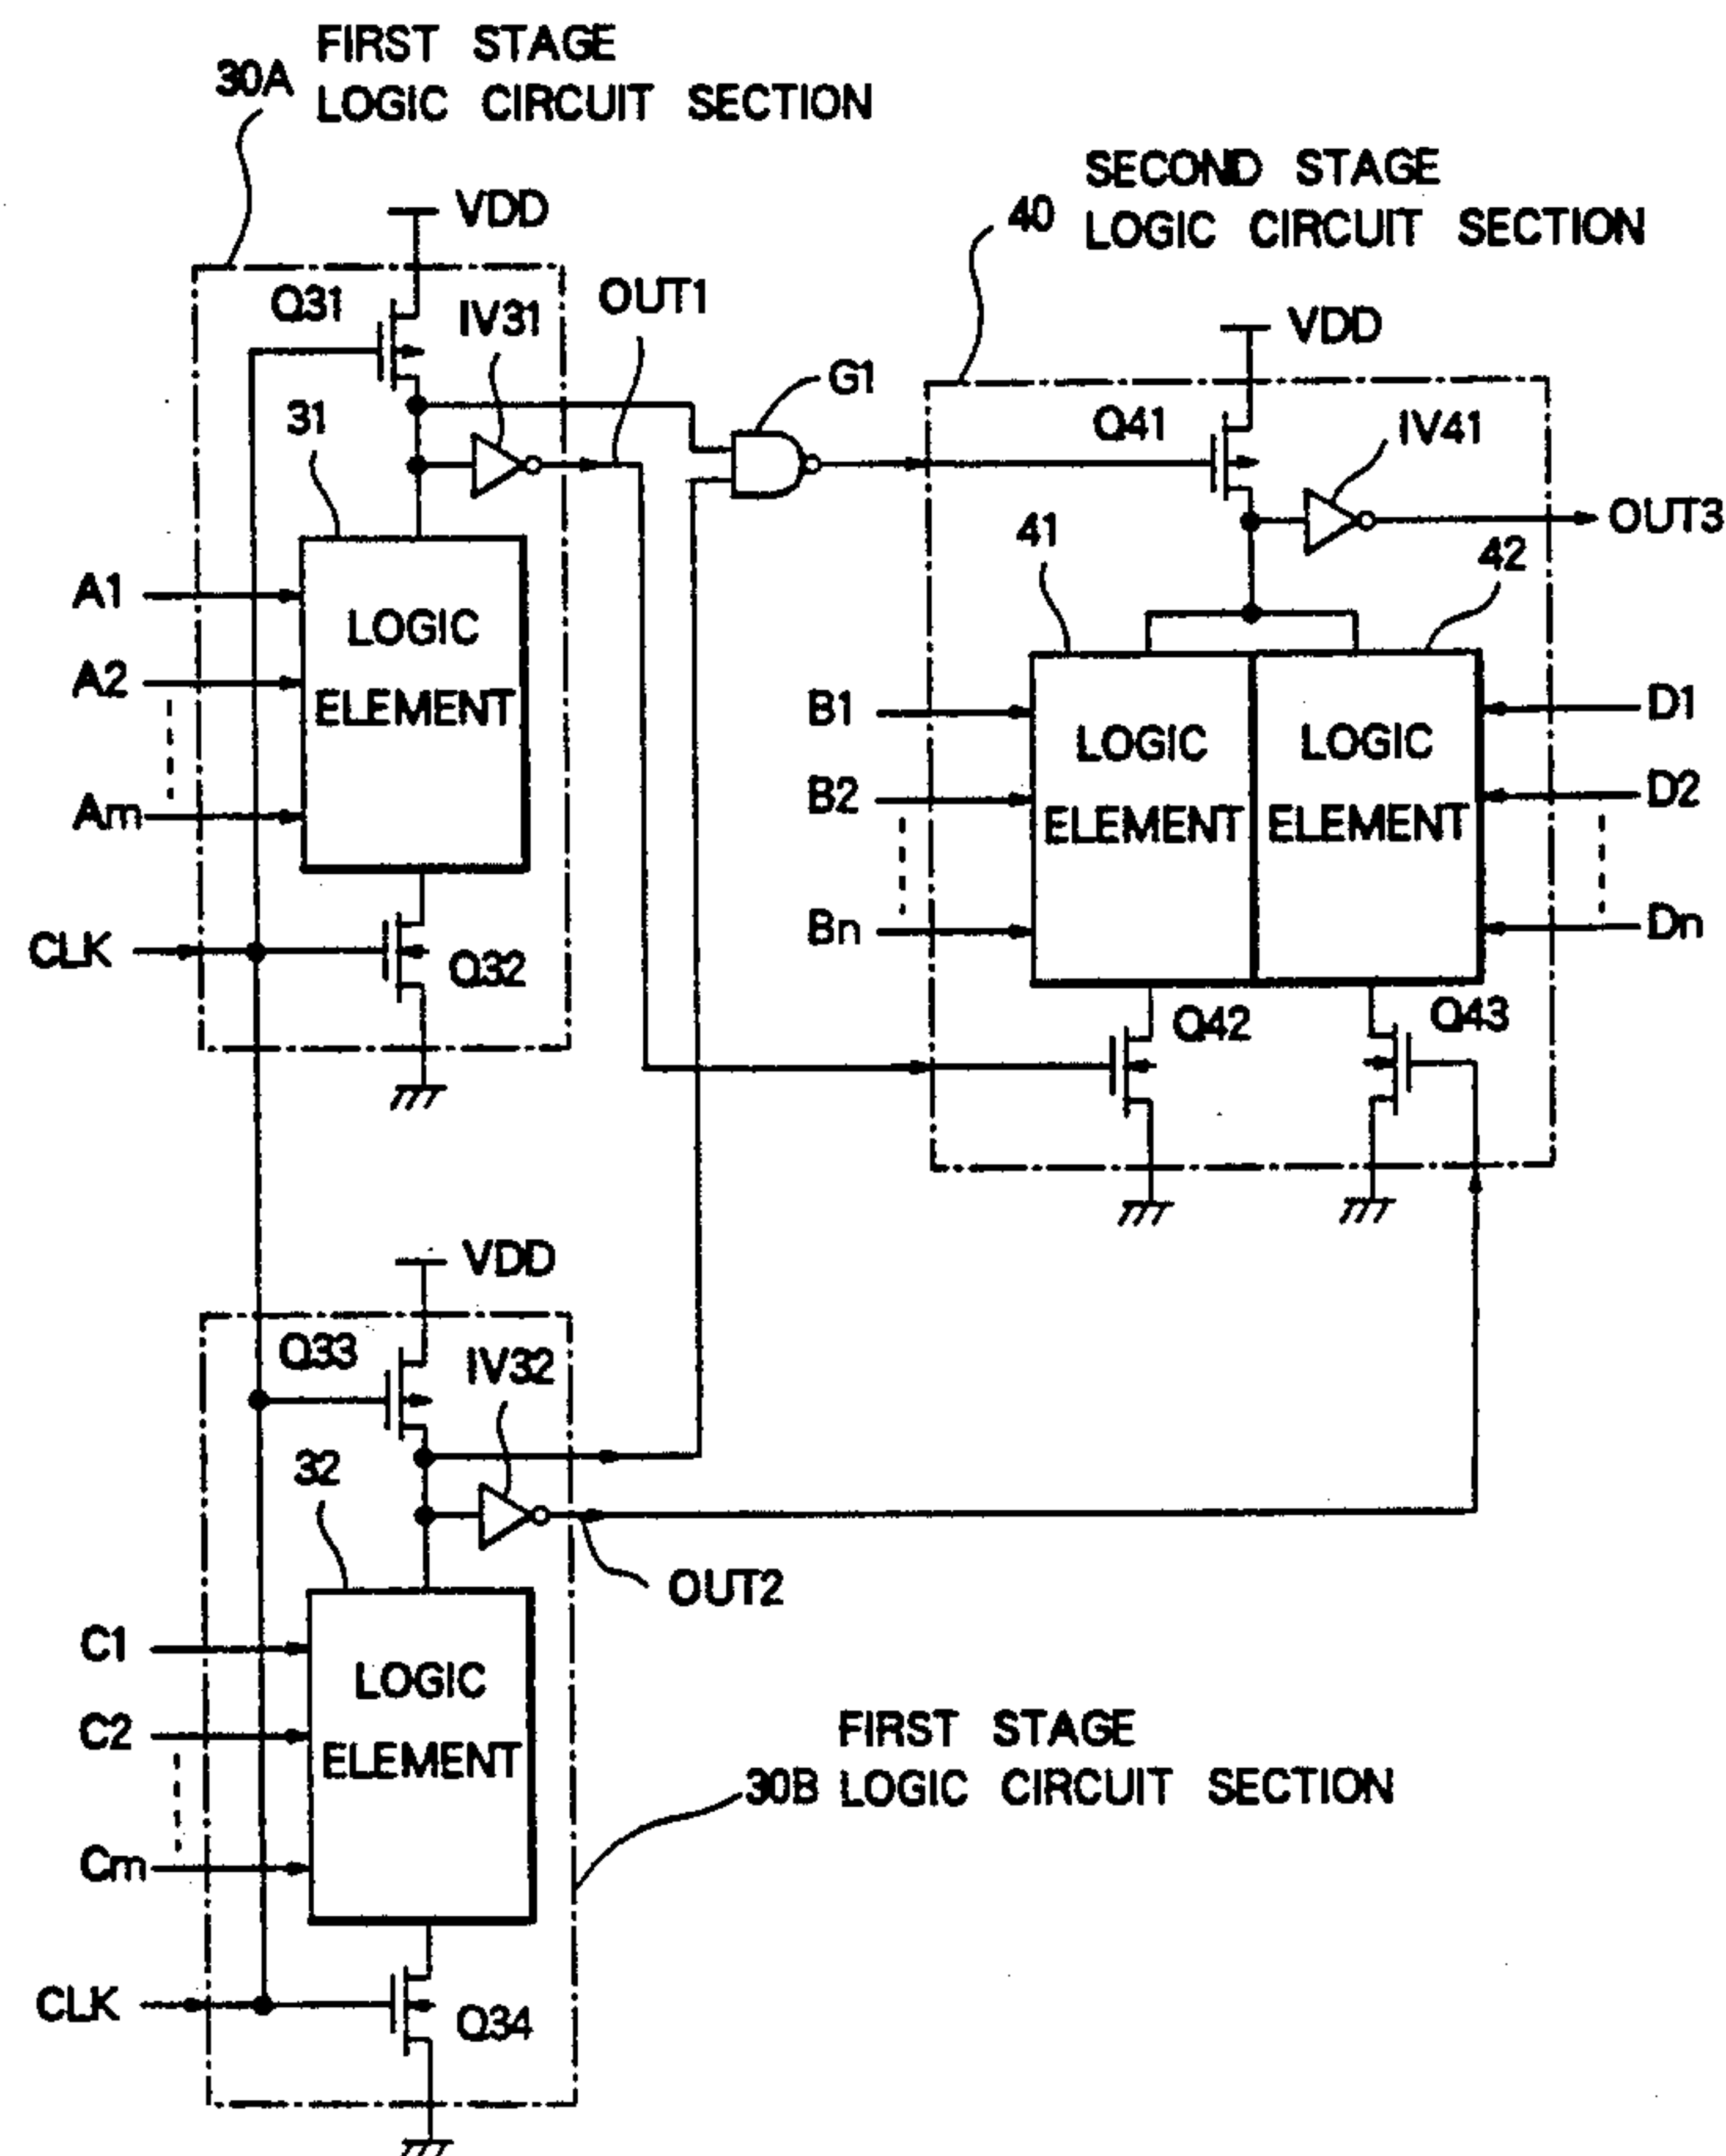 FIRST STAGE
30A LOGIC CIRCUIT SECTION
SECOND STAGE
40 LOGIC CIRCUIT SECTION
VDD
Q31
IV31
OUT1
VDD
G1
Q41
IV41
31
OUT3
41
42
A1
LOGIC
ELEMENT
A2
Am
B1
LOGIC
ELEMENT
LOGIC
ELEMENT
D1
B2
D2
Bn
Dn
CLK
Q32
Q42
Q43
VDD
Q33
IV32
32
OUT2
C1
LOGIC
ELEMENT
C2
FIRST STAGE
30B LOGIC CIRCUIT SECTION
Cm
CLK
Q34